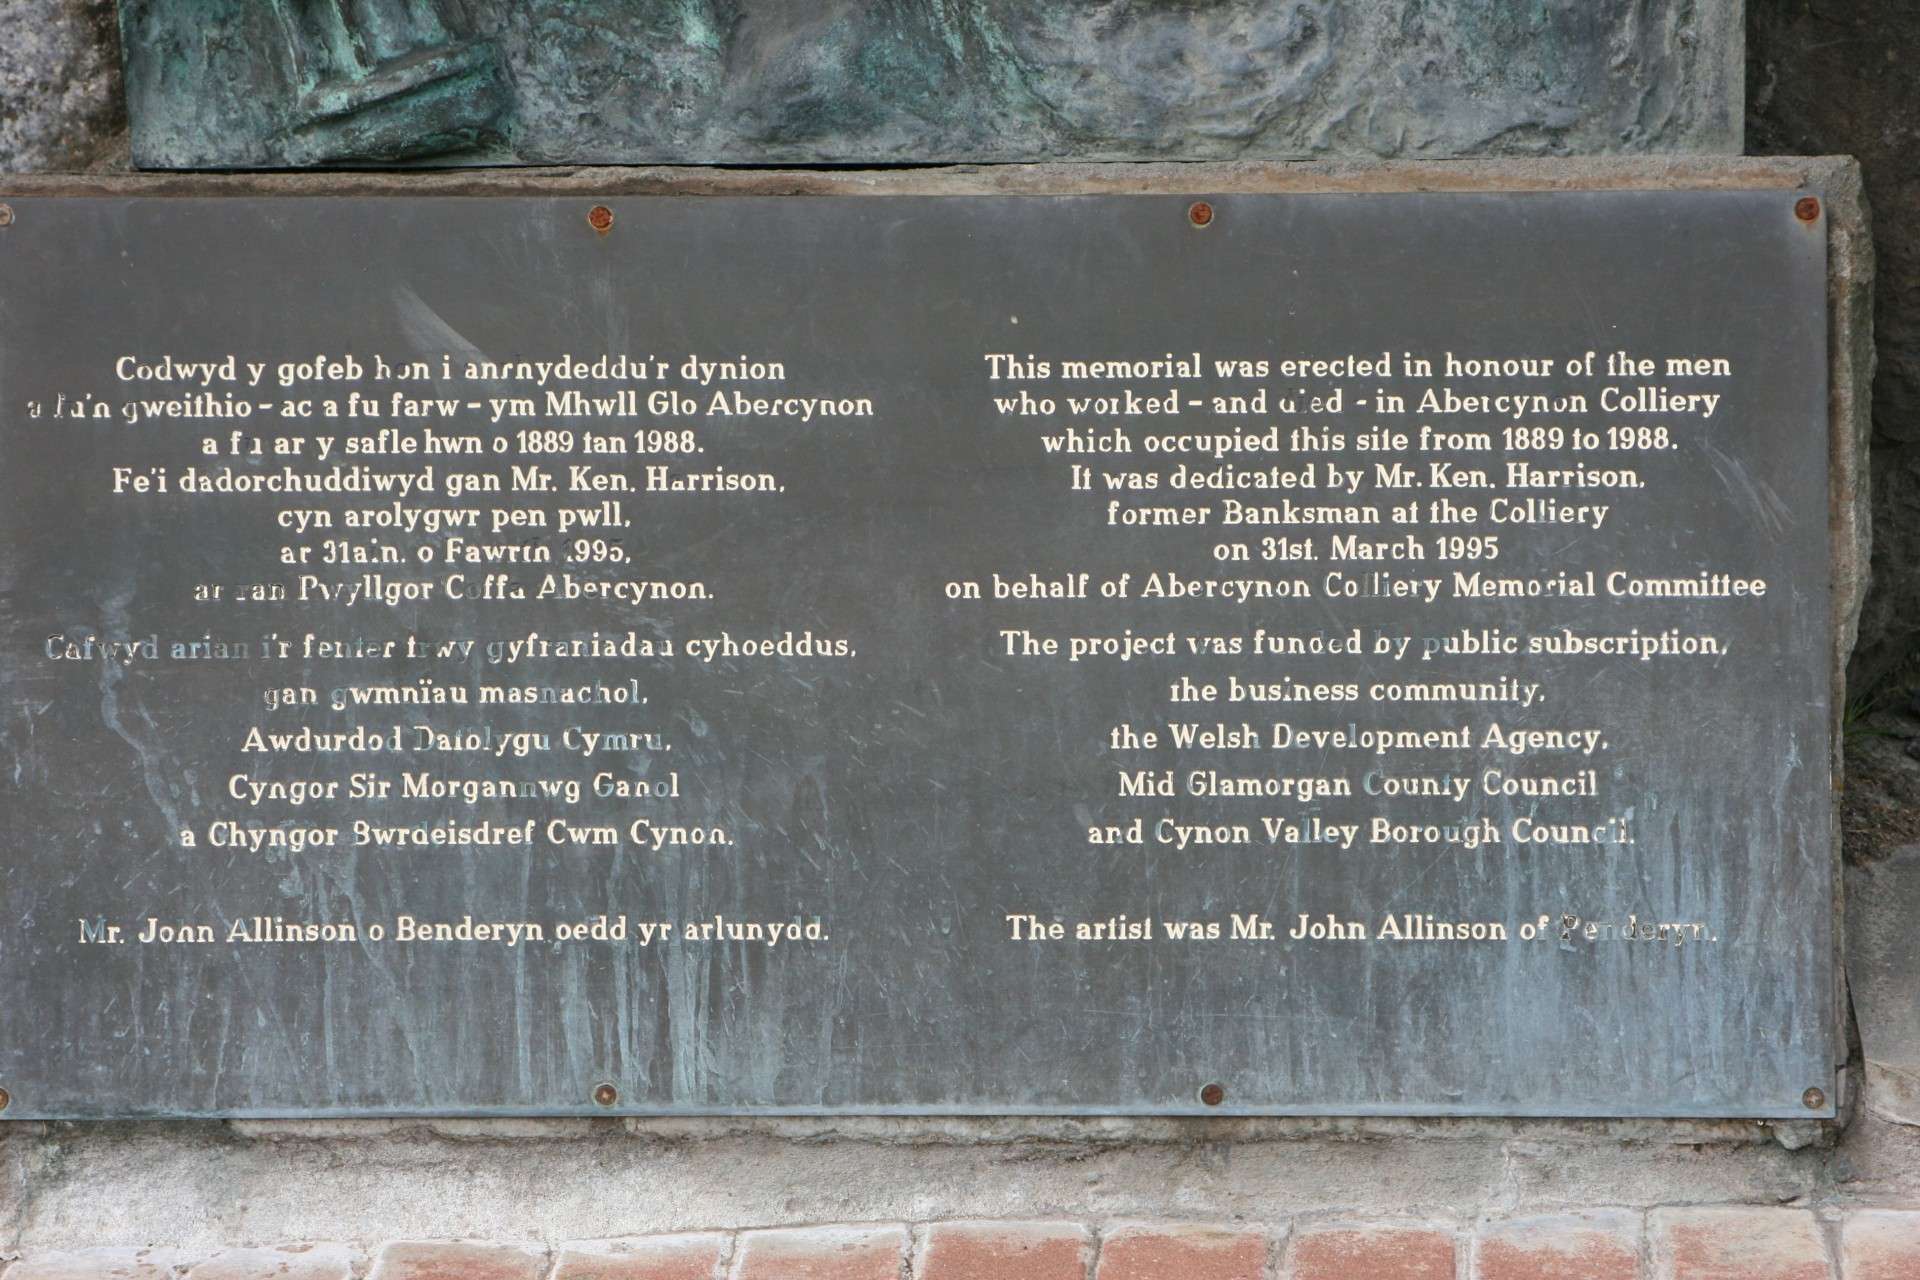 Codwyd y gofeb hon i anrhydeddu'r dynion
a fu'n gweithio - ac a fu farw - ym Mhwll Glo Abercynon
a fu ar y safle hwn o 1889 tan 1988.
Fe'i dadorchuddiwyd gan Mr. Ken. Harrison,
cyn arolygwr pen pwll,
ar 31ain. o Fawrth 1995,
ar ran Pwyllgor Coffa Abercynon.
Cafwyd arian i'r fenter trwy gyfraniadau cyhoeddus,
gan gwmnïau masnachol,
Awdurdod Datblygu Cymru,
Cyngor Sir Morgannwg Ganol
a Chyngor Bwrdeisdref Cwm Cynon.
Mr. John Allinson o Benderyn oedd yr arlunydd.
This memorial was erected in honour of the men
who worked - and died - in Abercynon Colliery
which occupied this site from 1889 to 1988.
It was dedicated by Mr. Ken. Harrison,
former Banksman at the Colliery
on 31st. March 1995
on behalf of Abercynon Colliery Memorial Committee
The project was funded by public subscription,
the business community,
the Welsh Development Agency,
Mid Glamorgan County Council
and Cynon Valley Borough Council.
The artist was Mr. John Allinson of Penderyn.